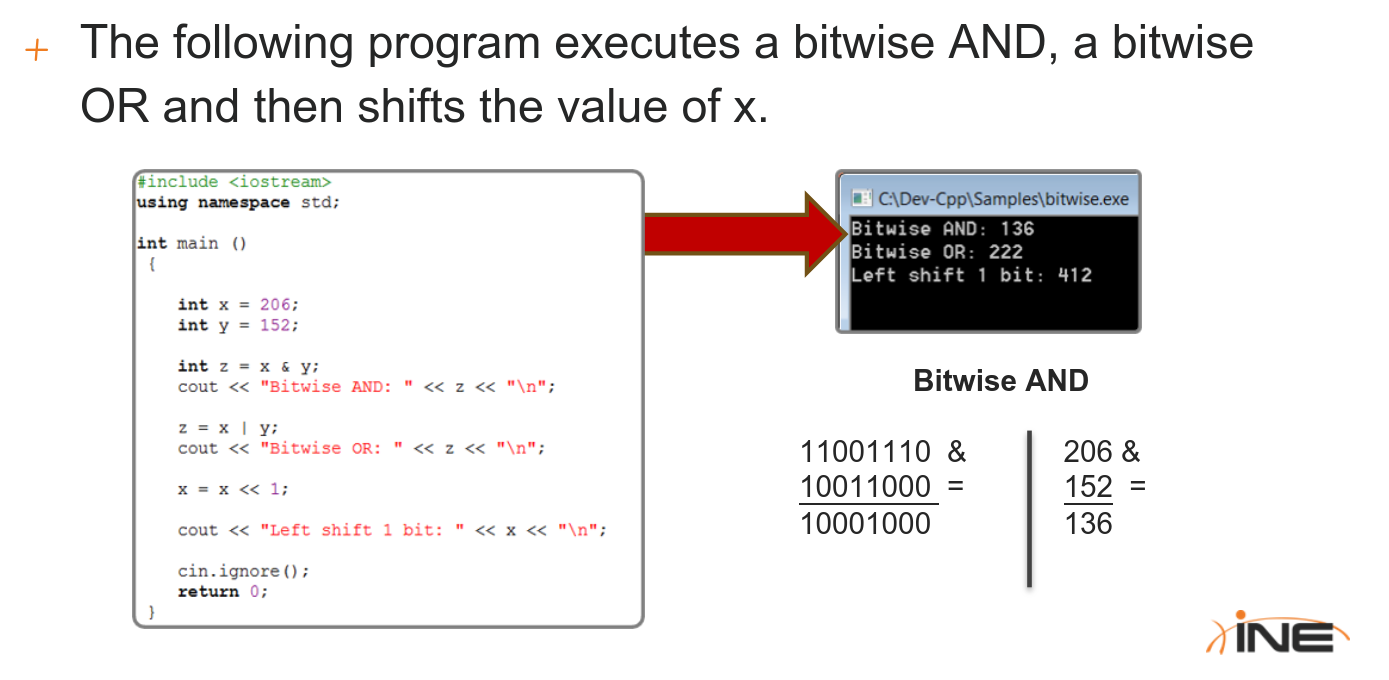 + The following program executes a bitwise AND, a bitwise
OR and then shifts the value of x.
#include <iostream>
using namespace std;
int main ()
{
int x = 206;
int y = 152;
int z = x & y;
cout << "Bitwise AND: " << z << "\n";
z = x | y;
cout << "Bitwise OR: " << z << "\n";
x = x << 1;
cout << "Left shift 1 bit: " << x << "\n";
cin.ignore();
return 0;
}
C:\Dev-Cpp\Samples\bitwise.exe
Bitwise AND: 136
Bitwise OR: 222
Left shift 1 bit: 412
Bitwise AND
11001110 &
10011000 =
10001000
206 &
152 =
136
iNE